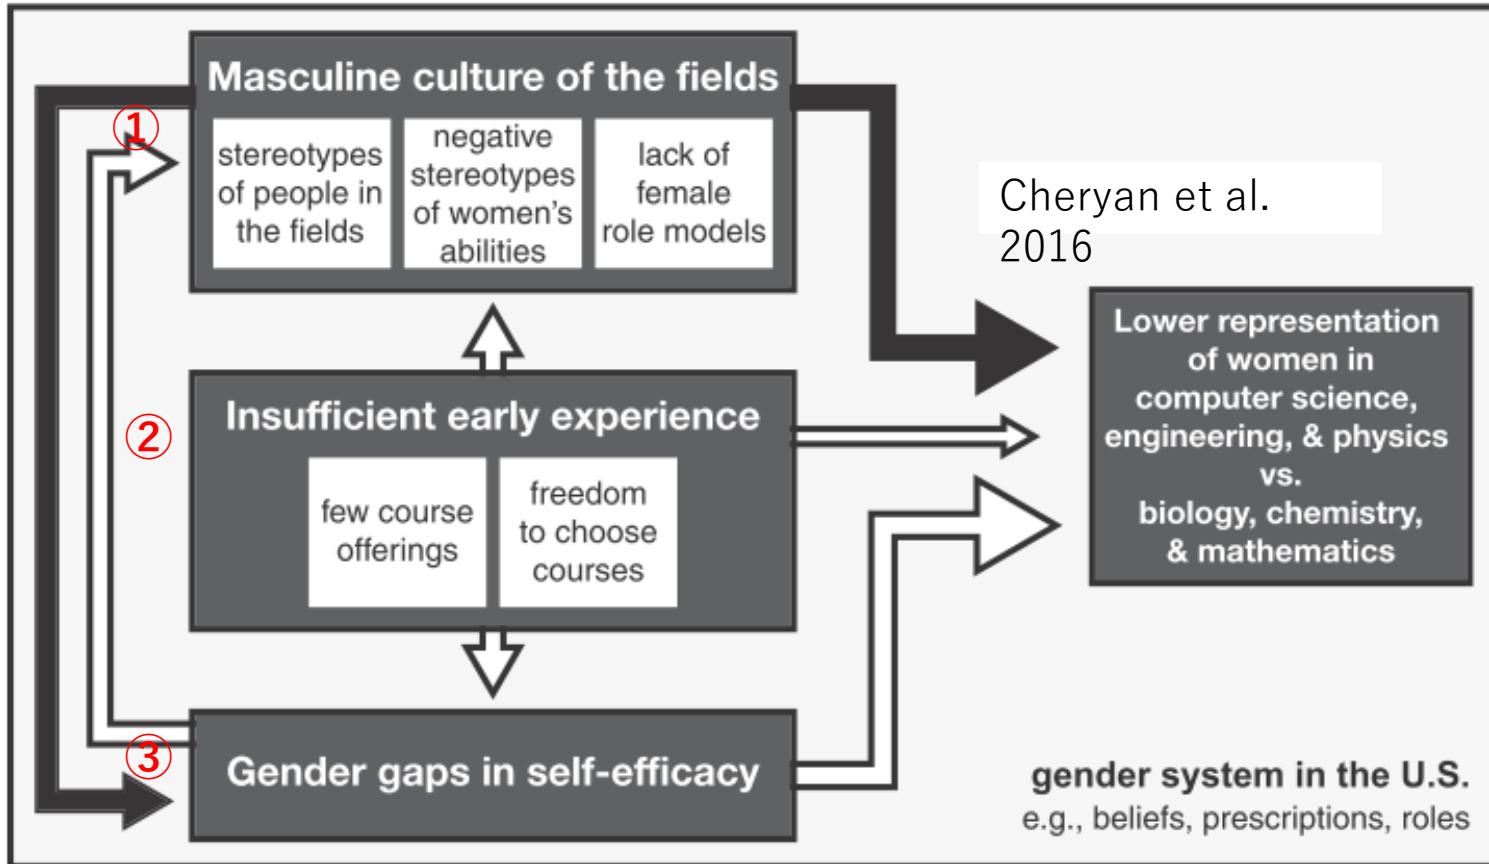 Masculine culture of the fields
①
stereotypes
of people in
the fields
negative
stereotypes
of women’s
abilities
lack of
female
role models
Cheryan et al.
2016
②
Insufficient early experience
few course
offerings
freedom
to choose
courses
Lower representation
of women in
computer science,
engineering, & physics
vs.
biology, chemistry,
& mathematics
③
Gender gaps in self-efficacy
gender system in the U.S.
e.g., beliefs, prescriptions, roles